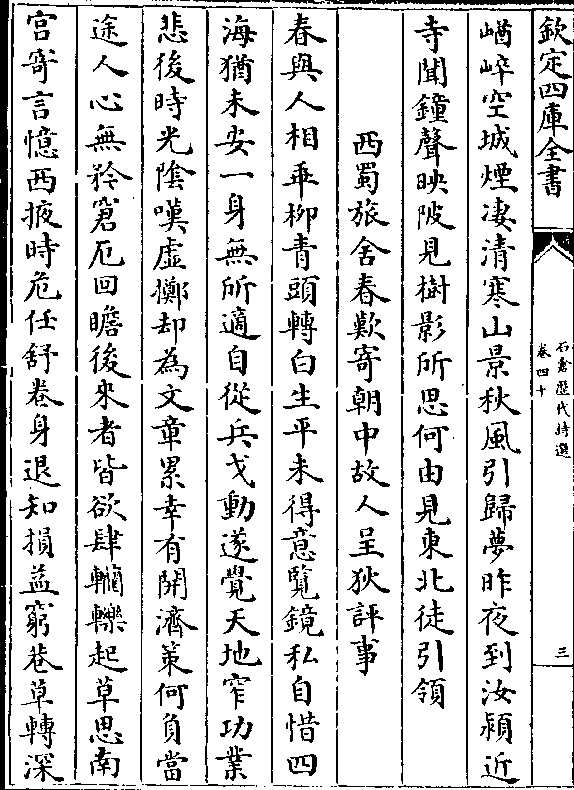 欽定四庫全書
石倉歷代詩選
卷四十
三
崷崒空城煙淒清寒山景秋風引歸夢昨夜到汝潁近
寺聞鐘聲映陂見樹影所思何由見東北徒引領
西蜀旅舍春歎寄朝中故人呈狄評事
春與人相乖柳青頭轉白生平未得意覽鏡私自惜四
海猶未安一身無所適自從兵戈動遂覺天地窄功業
悲後時光陰嘆虛擲却為文章累幸有開濟策何負當
途人心無矜窘厄回瞻後來者皆欲肆轥轢起草思南
宫寄言憶西掖時危任舒卷身退知損益窮巷草轉深